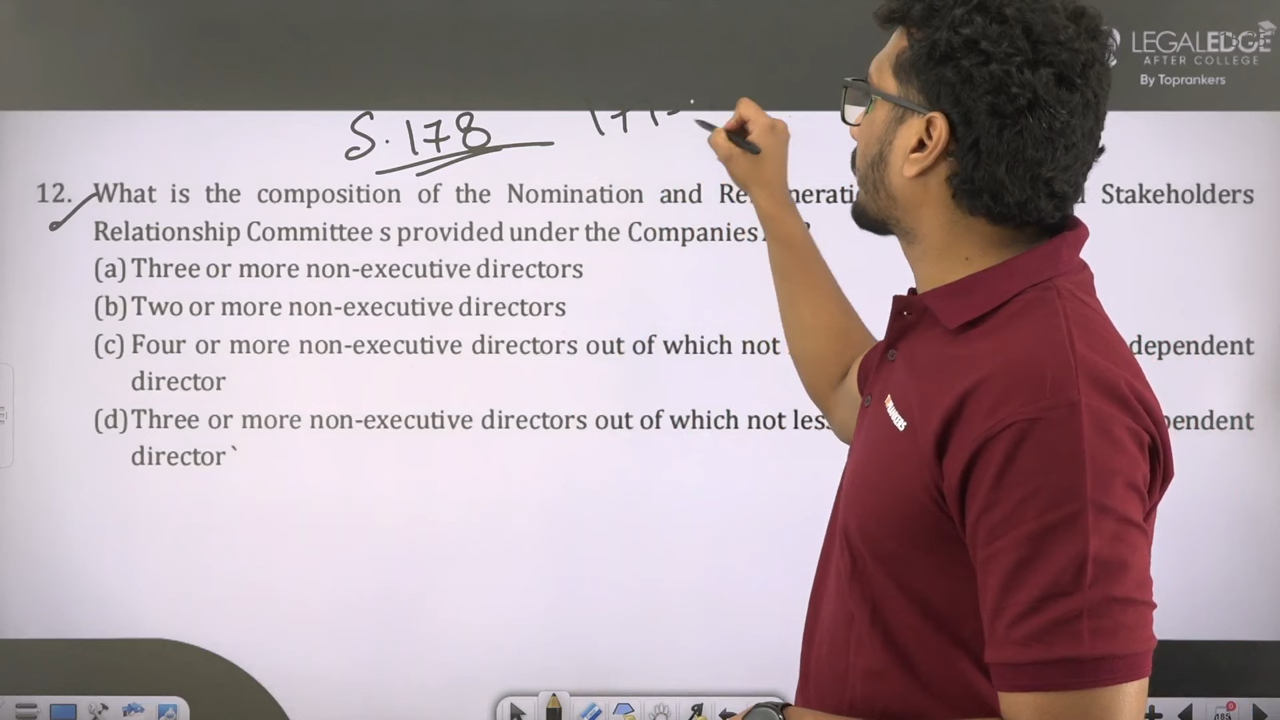 LEGALEDGE
AFTER COLLEGE
By Toprankers
S. 178 177
12. What is the composition of the Nomination and Stakeholders
Relationship Committee s provided under the Companies
(a) Three or more non-executive directors
(b) Two or more non-executive directors
(c) Four or more non-executive directors out of which not dependent
director
(d) Three or more non-executive directors out of which not less pendent
director`
TOPRANKERS